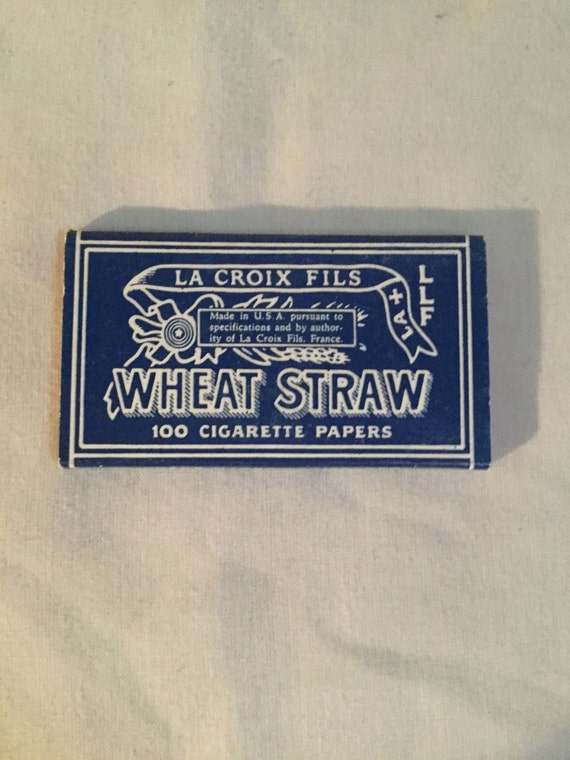 LA CROIX FILS
LA +
LLF
Made in U.S.A. pursuant to
specifications and by author-
ity of La Croix Fils, France.
WHEAT STRAW
100 CIGARETTE PAPERS